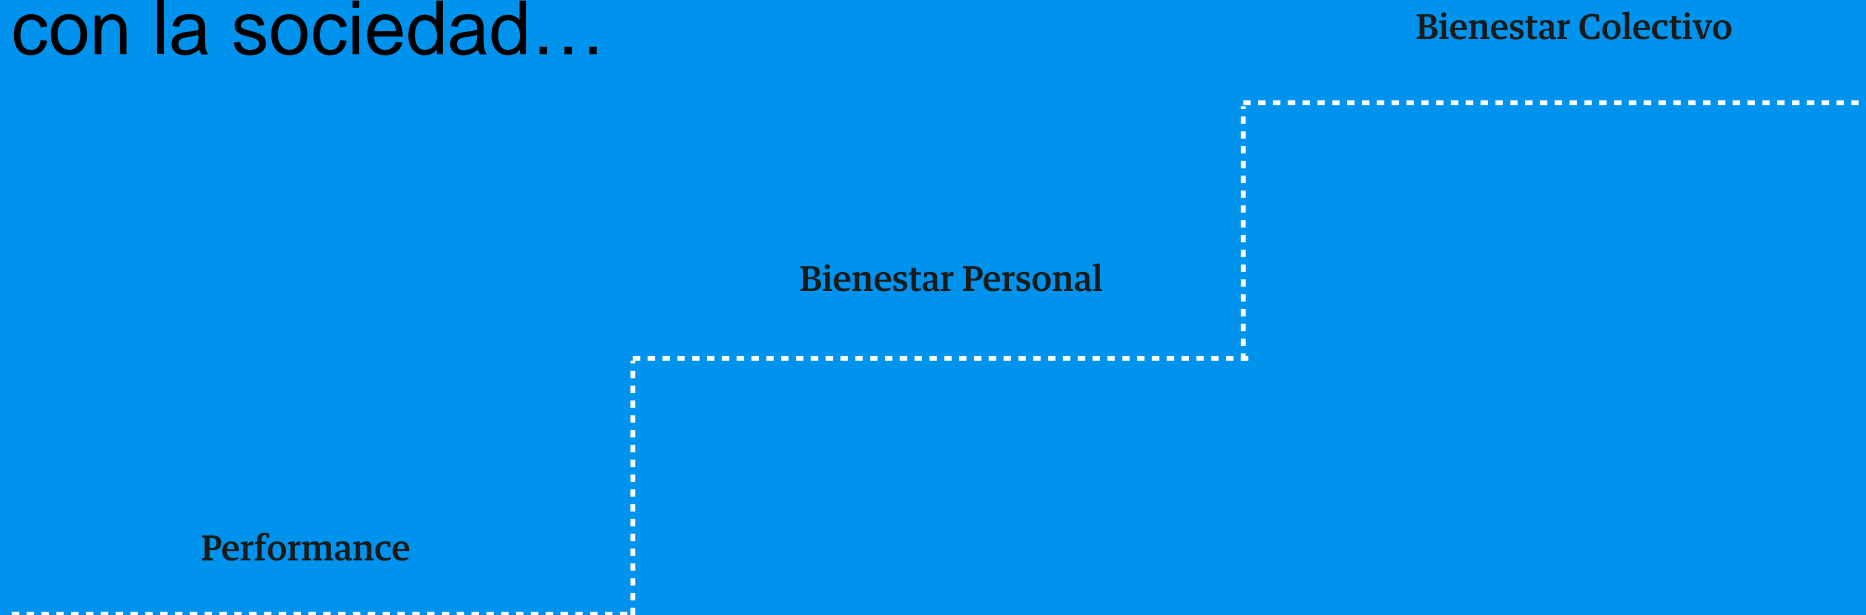 con la sociedad…
Bienestar Colectivo
Bienestar Personal
Performance